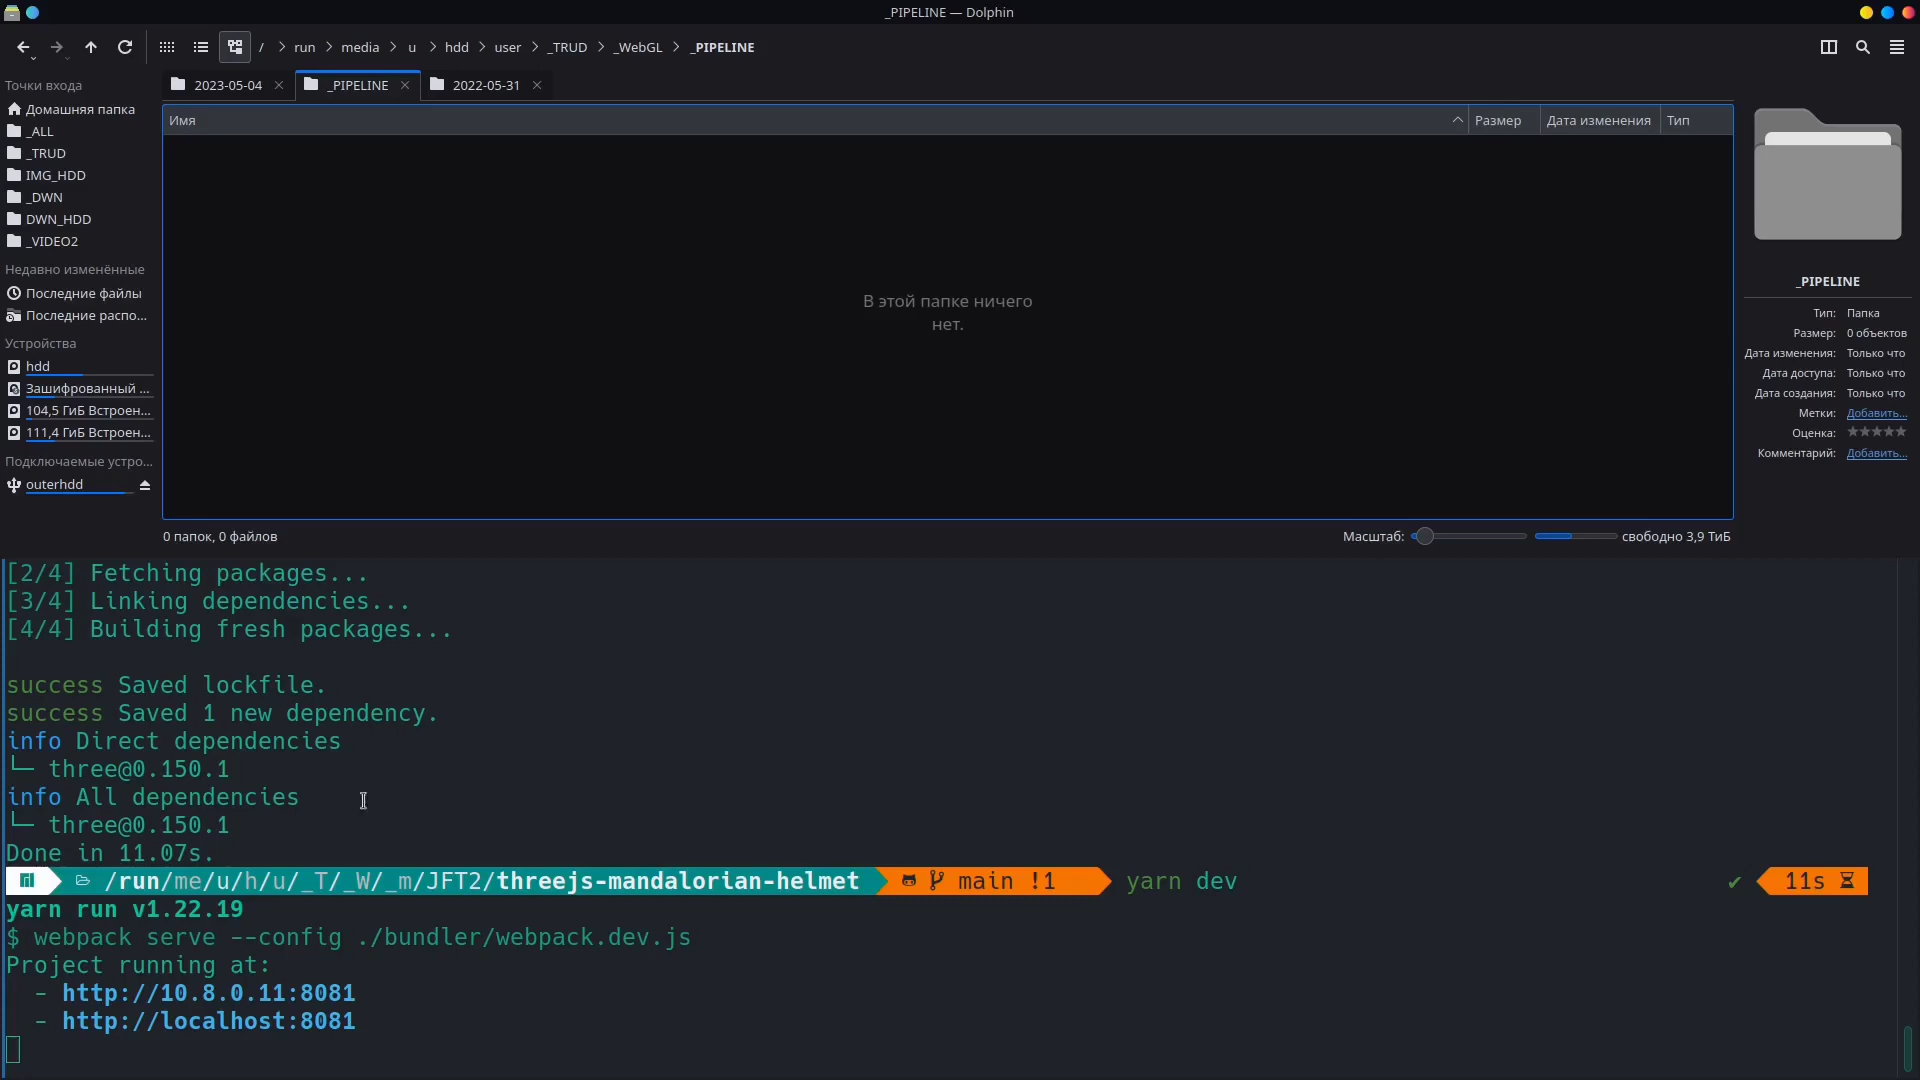 _PIPELINE — Dolphin
/ > run > media > u > hdd > user > _TRUD > _WebGL > _PIPELINE
Точки входа
Домашняя папка
_ALL
_TRUD
IMG_HDD
_DWN
DWN_HDD
_VIDEO2
Недавно изменённые
Последние файлы
Последние распо...
Устройства
hdd
Зашифрованный ...
104,5 ГиБ Встроен...
111,4 ГиБ Встроен...
Подключаемые устро...
outerhdd
2023-05-04
_PIPELINE
2022-05-31
Имя Размер Дата изменения Тип
В этой папке ничего
нет.
0 папок, 0 файлов
Масштаб: свободно 3,9 ТиБ
_PIPELINE
Тип: Папка
Размер: 0 объектов
Дата изменения: Только что
Дата доступа: Только что
Дата создания: Только что
Метки: Добавить...
Оценка:
Комментарий: Добавить...
[2/4] Fetching packages...
[3/4] Linking dependencies...
[4/4] Building fresh packages...
success Saved lockfile.
success Saved 1 new dependency.
info Direct dependencies
└─ three@0.150.1
info All dependencies
└─ three@0.150.1
Done in 11.07s.
/run/me/u/h/u/_T/_W/_m/JFT2/threejs-mandalorian-helmet main !1 yarn dev ✔ 11s
yarn run v1.22.19
$ webpack serve --config ./bundler/webpack.dev.js
Project running at:
- http://10.8.0.11:8081
- http://localhost:8081